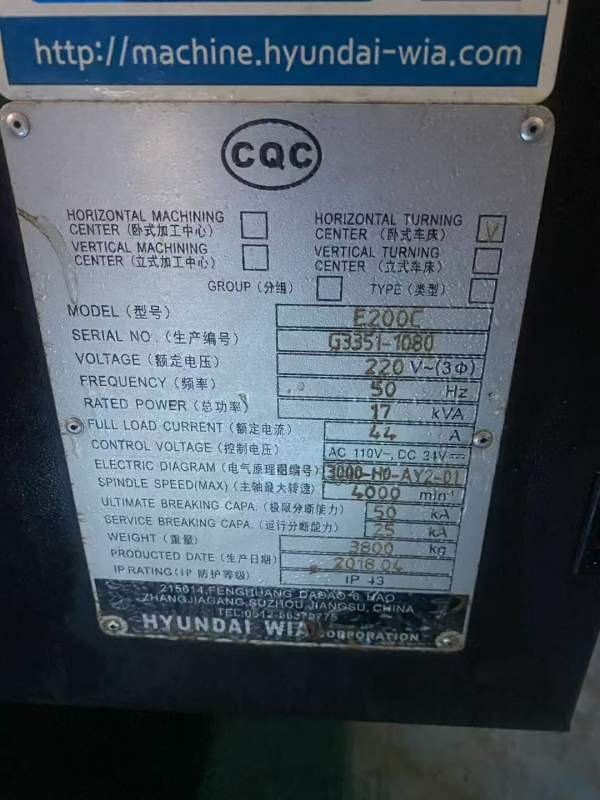 http://machine.hyundai-wia.com
CQC
HORIZONTAL MACHINING CENTER (卧式加工中心)
HORIZONTAL TURNING CENTER (卧式车床) V
VERTICAL MACHINING CENTER (立式加工中心)
VERTICAL TURNING CENTER (立式车床)
GROUP (分组) TYPE (类型)
MODEL (型号) E200C
SERIAL NO. (生产编号) G3351-1080
VOLTAGE (额定电压) 220 V~(3Φ)
FREQUENCY (频率) 50 Hz
RATED POWER (总功率) 17 kVA
FULL LOAD CURRENT (额定电流) 44 A
CONTROL VOLTAGE (控制电压) AC 110V~, DC 24V
ELECTRIC DIAGRAM (电气原理图编号) 3000-H0-AY2-01
SPINDLE SPEED(MAX) (主轴最大转速) 4000 min⁻¹
ULTIMATE BREAKING CAPA. (极限分断能力) 50 kA
SERVICE BREAKING CAPA. (运行分断能力) 25 kA
WEIGHT (重量) 3800 kg
PRODUCTED DATE (生产日期) 2018.04
IP RATING (IP 防护等级) IP 43
215614, FENGHUANG DADAO 6 HAO
ZHANGJIAGANG SUZHOU JIANGSU, CHINA
TEL:0512-
HYUNDAI WIA CORPORATION